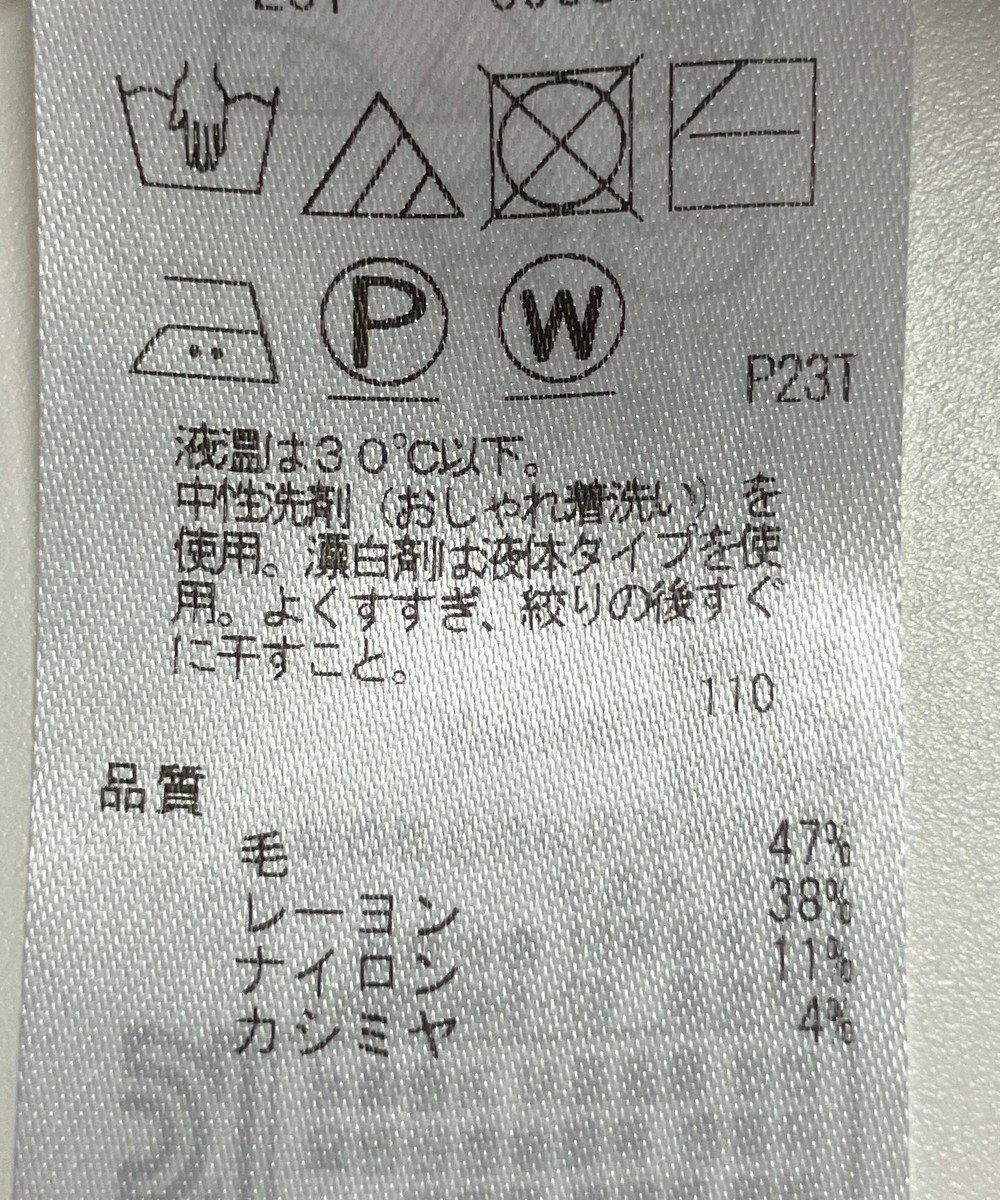 P
W
P23T
液温は30℃以下。
中性洗剤(おしゃれ着洗い)を
使用。漂白剤は液体タイプを使
用。よくすすぎ、絞りの後すぐ
に干すこと。
110
品質
毛 47%
レーヨン 38%
ナイロン 11%
カシミヤ 4%